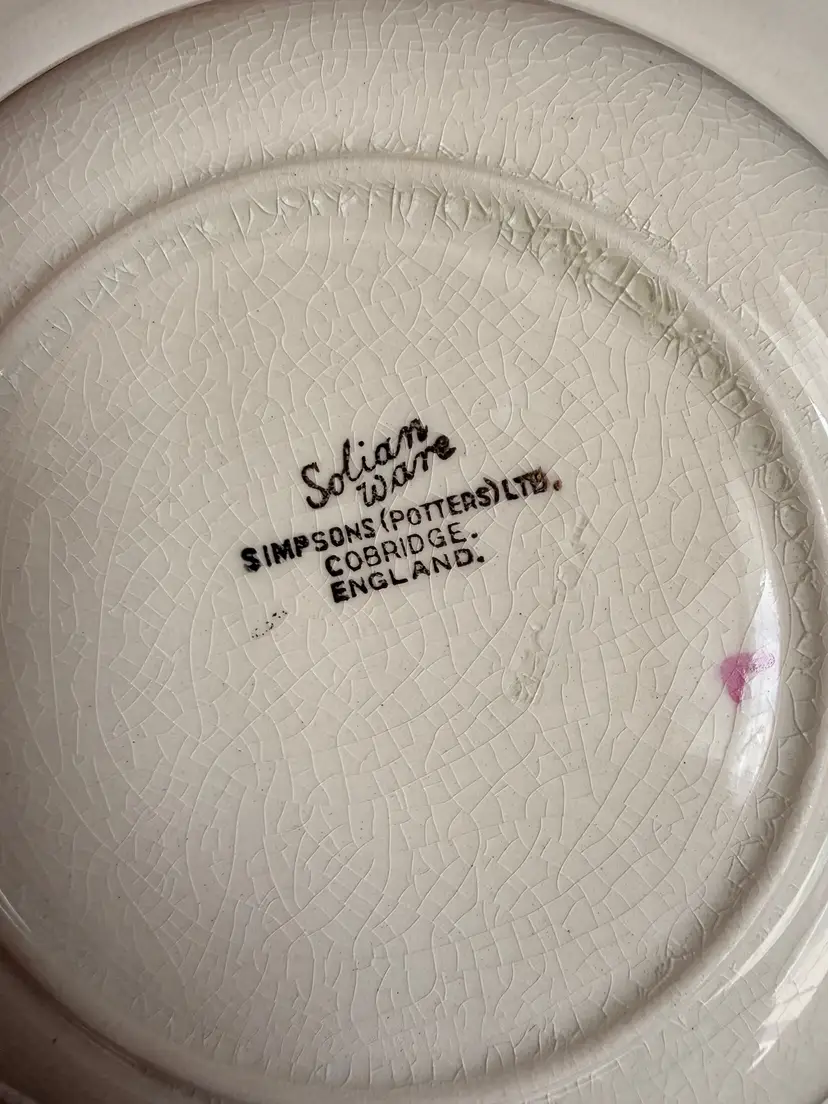 Solian
ware
SIMPSONS (POTTERS) LTD.
COBRIDGE.
ENGLAND.